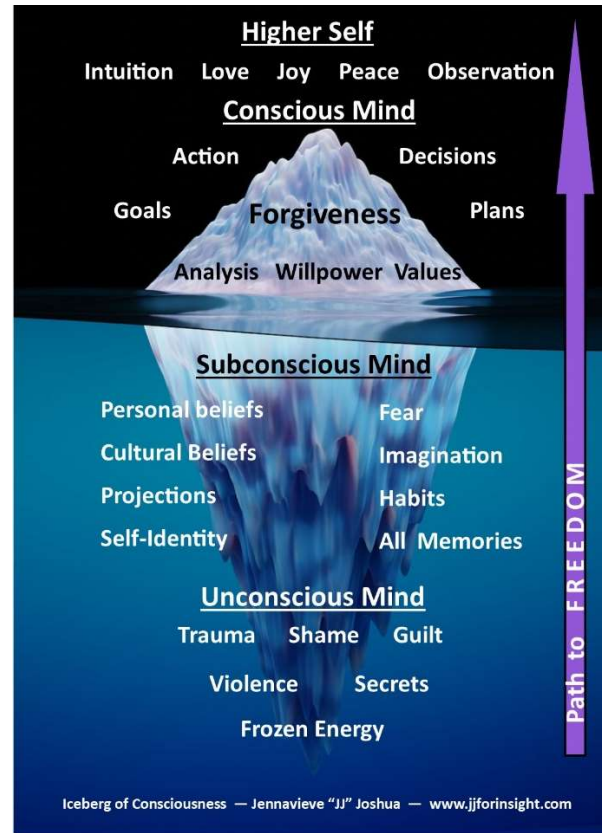 Higher Self
Intuition Love Joy Peace Observation
Conscious Mind
Action Decisions
Goals Forgiveness Plans
Analysis Willpower Values
Subconscious Mind
Personal beliefs Fear
Cultural Beliefs Imagination
Projections Habits
Self-Identity All Memories
Unconscious Mind
Trauma Shame Guilt
Violence Secrets
Frozen Energy
Path to FREEDOM
Iceberg of Consciousness — Jennavieve "JJ" Joshua — www.jjforinsight.com